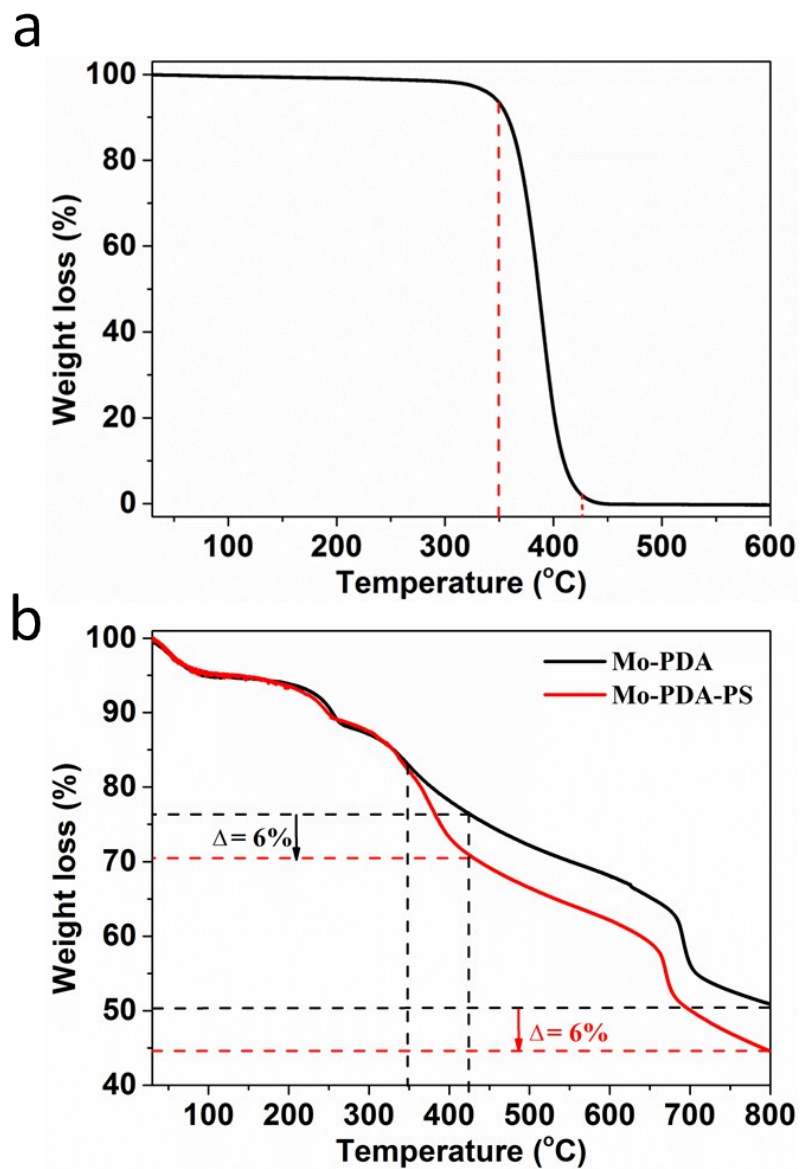 a
100
80
60
40
20
0
Weight loss (%)
100 200 300 400 500 600
Temperature (°C)
b
100
90
80
70
60
50
40
Weight loss (%)
Mo-PDA
Mo-PDA-PS
Δ = 6%
Δ = 6%
100 200 300 400 500 600 700 800
Temperature (°C)